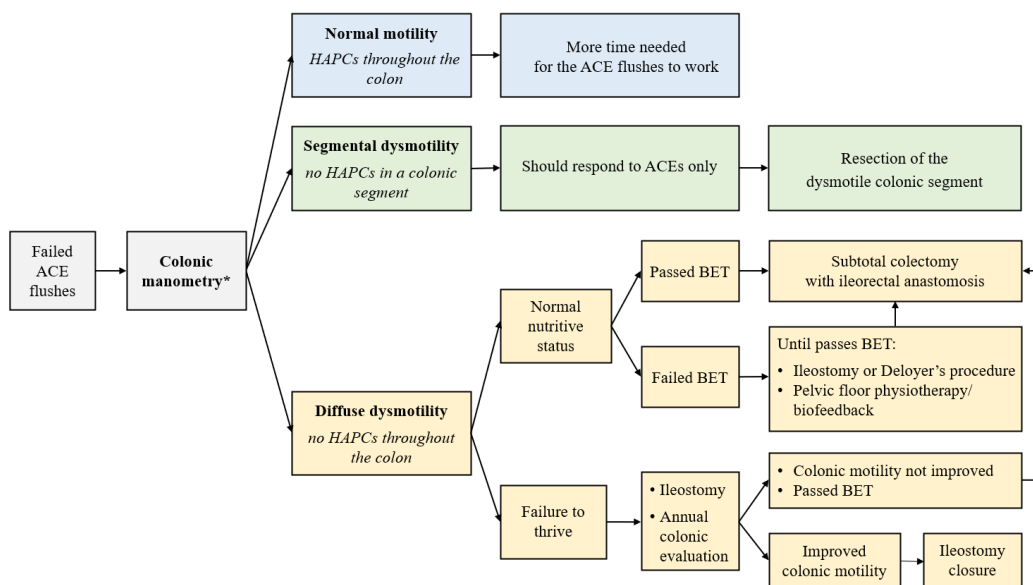 Failed
ACE
flushes
Colonic
manometry*
Normal motility
HAPCs throughout the
colon
More time needed
for the ACE flushes to work
Segmental dysmotility
no HAPCs in a colonic
segment
Should respond to ACEs only
Resection of the
dysmotile colonic segment
Diffuse dysmotility
no HAPCs throughout
the colon
Normal
nutritive
status
Passed BET
Subtotal colectomy
with ileorectal anastomosis
Failed BET
Until passes BET:
• Ileostomy or Deloyer's procedure
• Pelvic floor physiotherapy/
biofeedback
Failure to
thrive
• Ileostomy
• Annual
colonic
evaluation
• Colonic motility not improved
• Passed BET
Improved
colonic motility
Ileostomy
closure